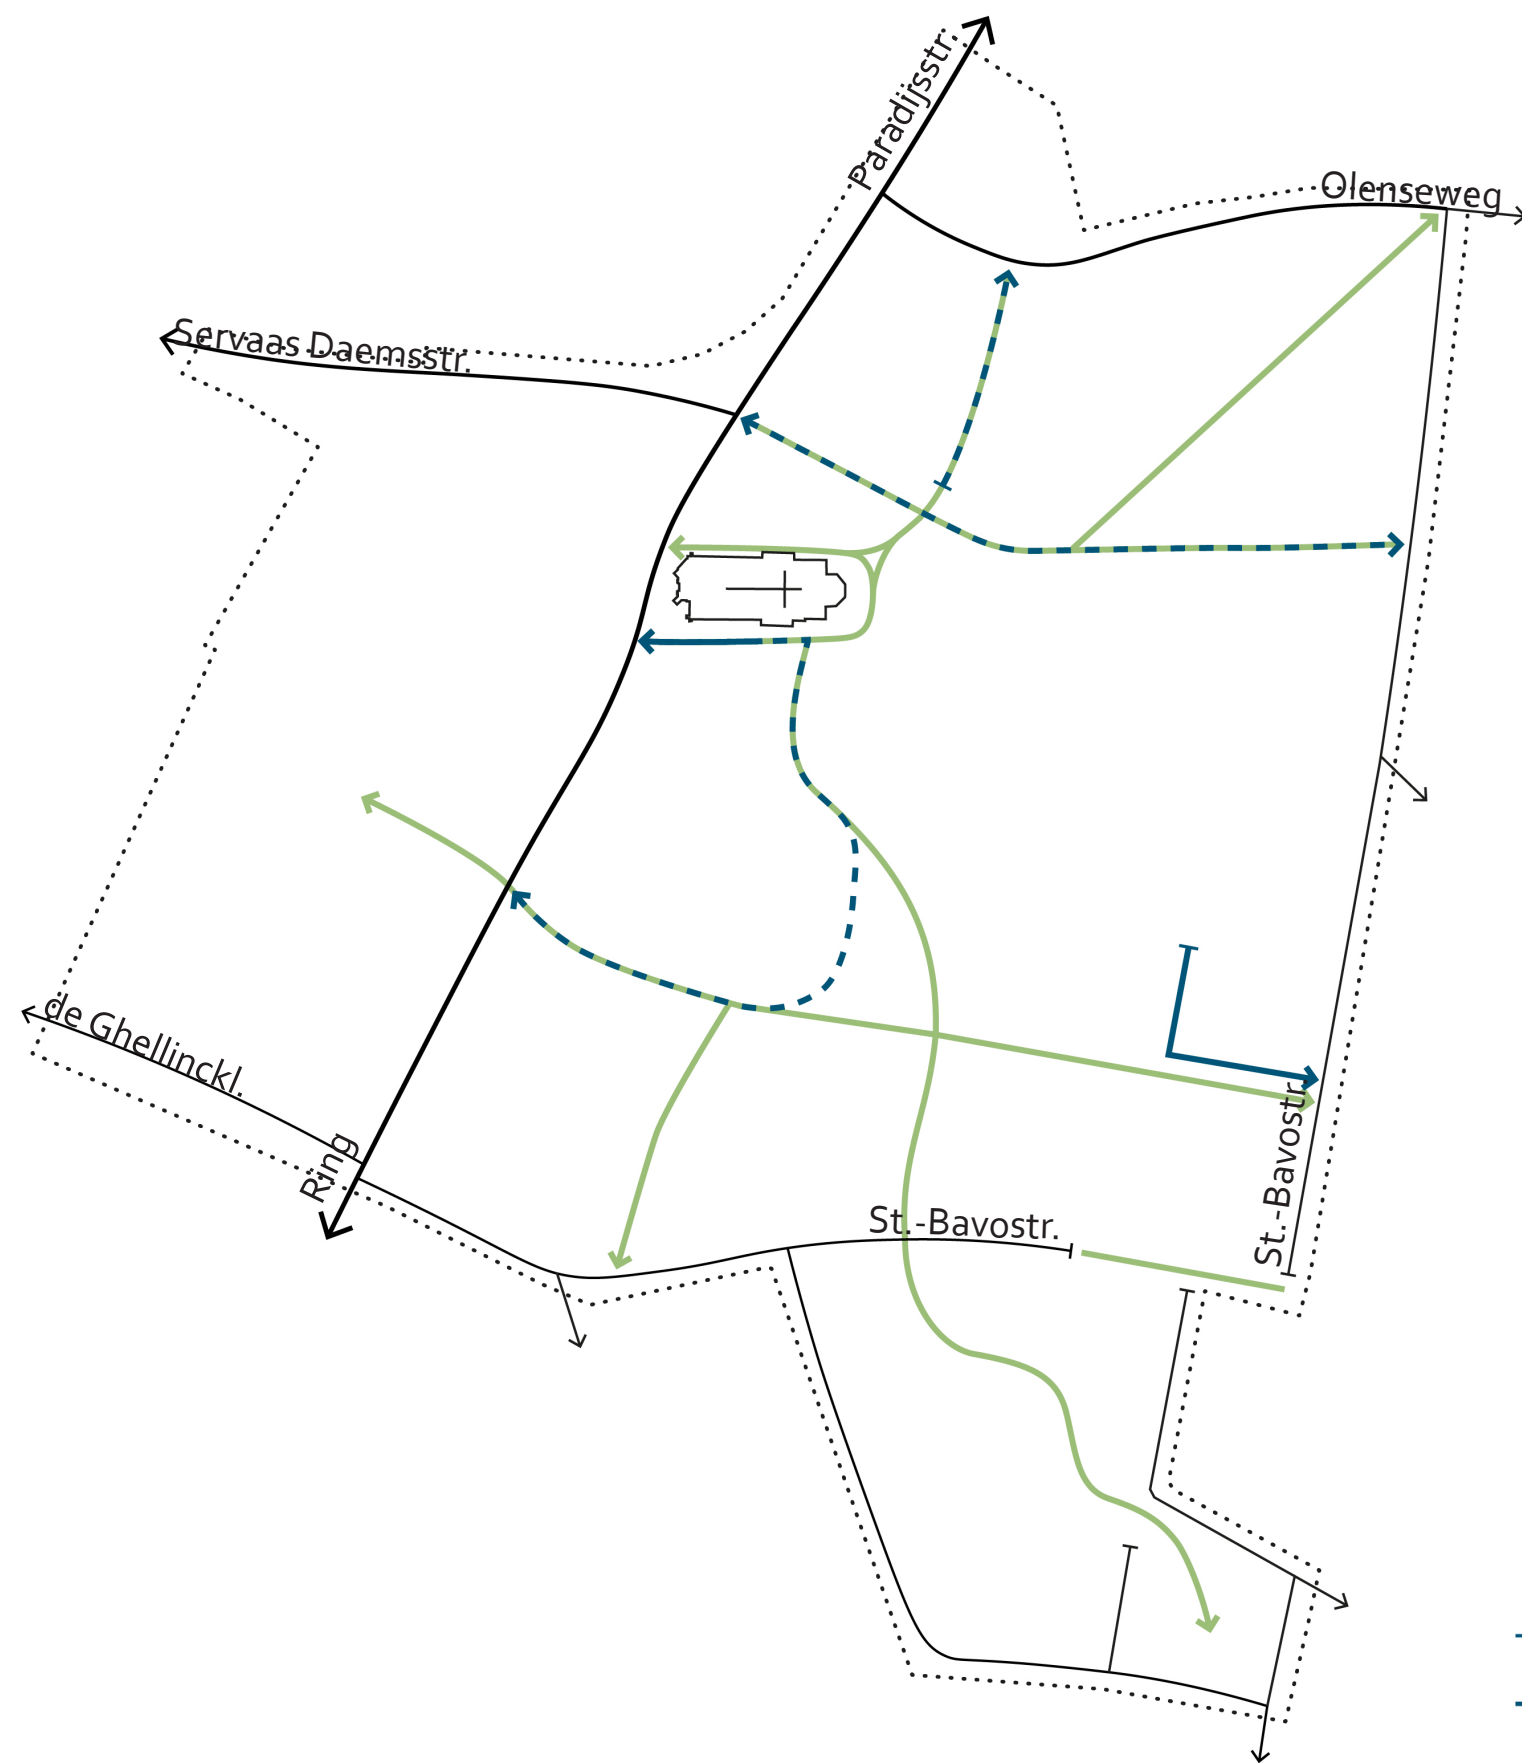 Paradijsstr.
Olenseweg
Servaas Daemsstr.
de Ghellinckl.
Ring
St.-Bavostr.
St.-Bavostr.